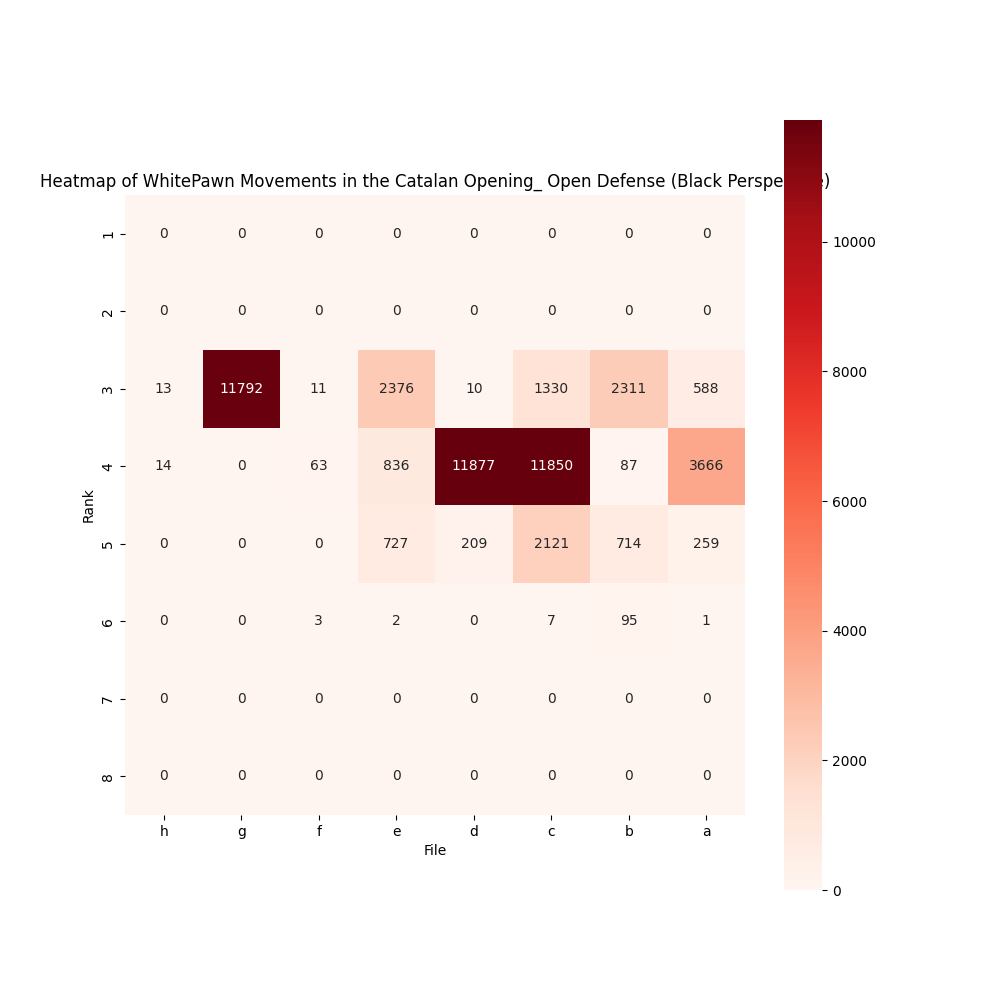 Heatmap of WhitePawn Movements in the Catalan Opening_ Open Defense (Black Perspe e)
1 0 0 0 0 0 0 0 0
2 0 0 0 0 0 0 0 0
3 13 11792 11 2376 10 1330 2311 588
4 14 0 63 836 11877 11850 87 3666
5 0 0 0 727 209 2121 714 259
6 0 0 3 2 0 7 95 1
7 0 0 0 0 0 0 0 0
8 0 0 0 0 0 0 0 0
h g f e d c b a
File
Rank
10000
8000
6000
4000
2000
0